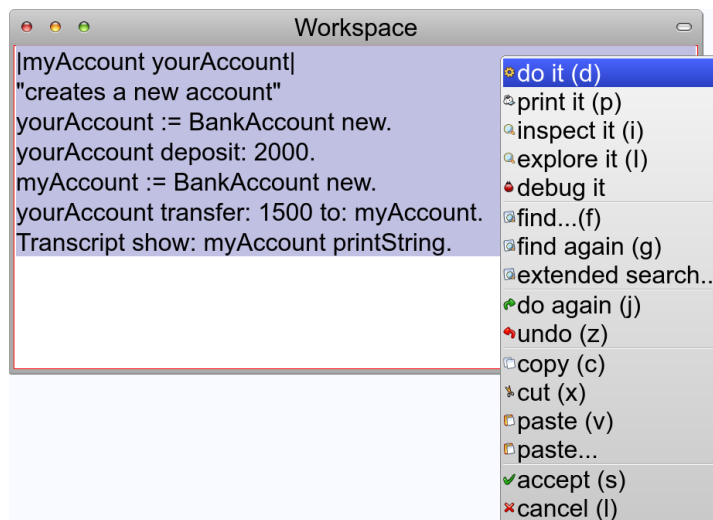 Workspace
|myAccount yourAccount|
"creates a new account"
yourAccount := BankAccount new.
yourAccount deposit: 2000.
myAccount := BankAccount new.
yourAccount transfer: 1500 to: myAccount.
Transcript show: myAccount printString.
do it (d)
print it (p)
inspect it (i)
explore it (I)
debug it
find...(f)
find again (g)
extended search..
do again (j)
undo (z)
copy (c)
cut (x)
paste (v)
paste...
accept (s)
cancel (l)